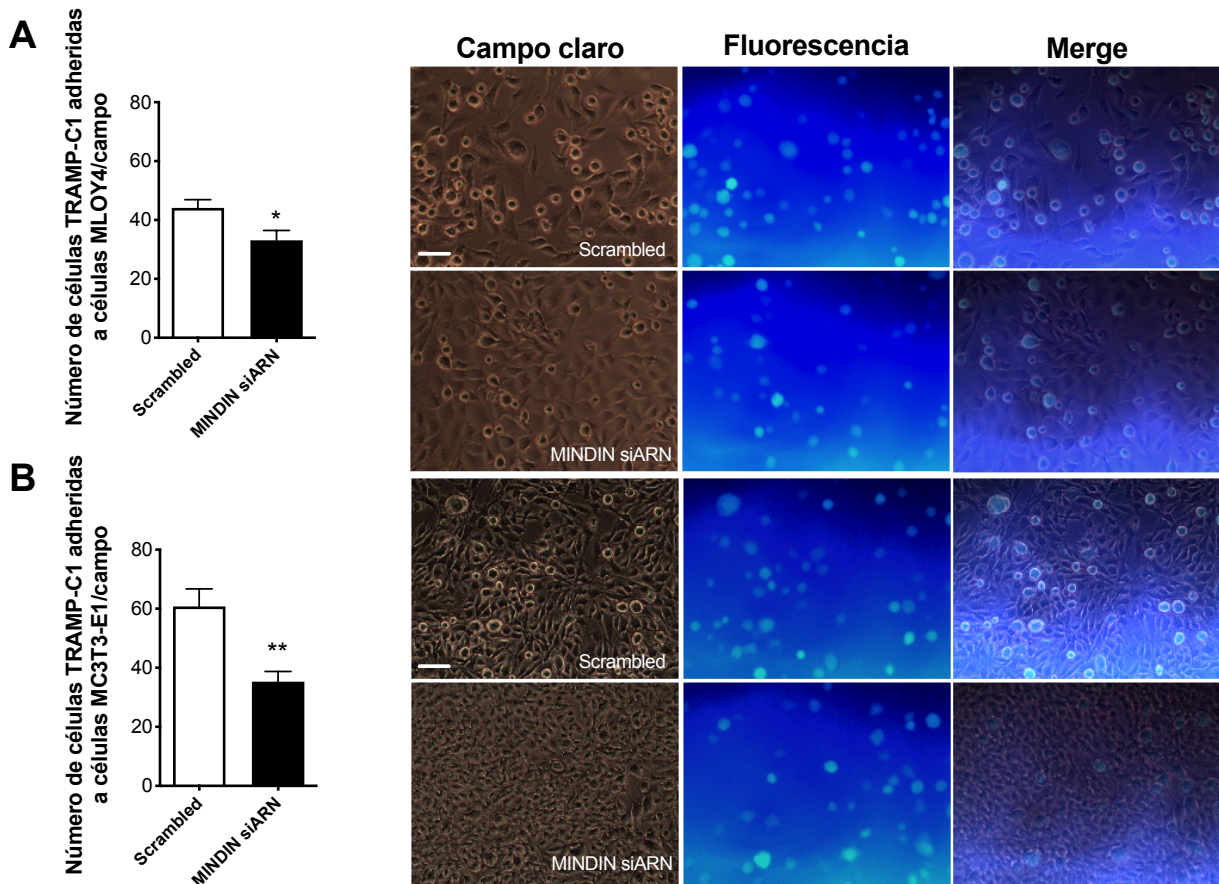 A
Número de células TRAMP-C1 adheridas
a células MLOY4/campo
80
60
40
20
0
*
Scrambled
MINDIN siARN
Campo claro
Fluorescencia
Merge
Scrambled
MINDIN siARN
B
Número de células TRAMP-C1 adheridas
a células MC3T3-E1/campo
80
60
40
20
0
**
Scrambled
MINDIN siARN
Scrambled
MINDIN siARN